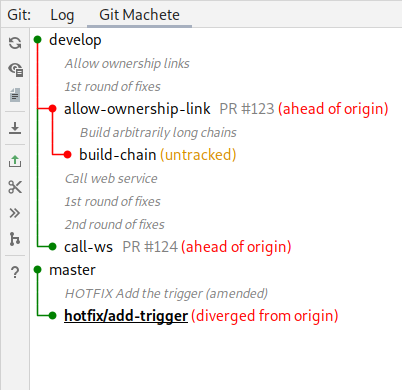 Git: Log Git Machete
develop
Allow ownership links
1st round of fixes
allow-ownership-link PR #123 (ahead of origin)
Build arbitrarily long chains
build-chain (untracked)
Call web service
1st round of fixes
2nd round of fixes
call-ws PR #124 (ahead of origin)
master
HOTFIX Add the trigger (amended)
hotfix/add-trigger (diverged from origin)
?